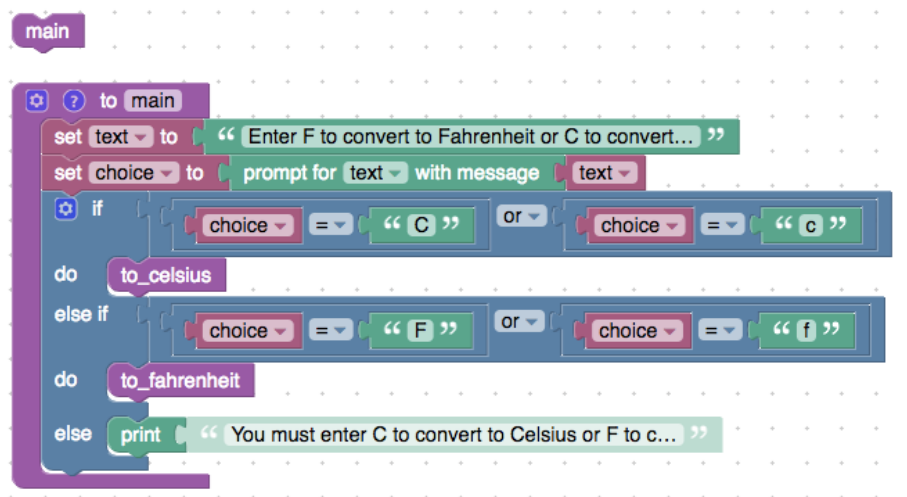 main
? to main
set text to “ Enter F to convert to Fahrenheit or C to convert... ”
set choice to prompt for text with message text
if choice = “ C ” or choice = “ c ”
do to_celsius
else if choice = “ F ” or choice = “ f ”
do to_fahrenheit
else print “ You must enter C to convert to Celsius or F to c... ”